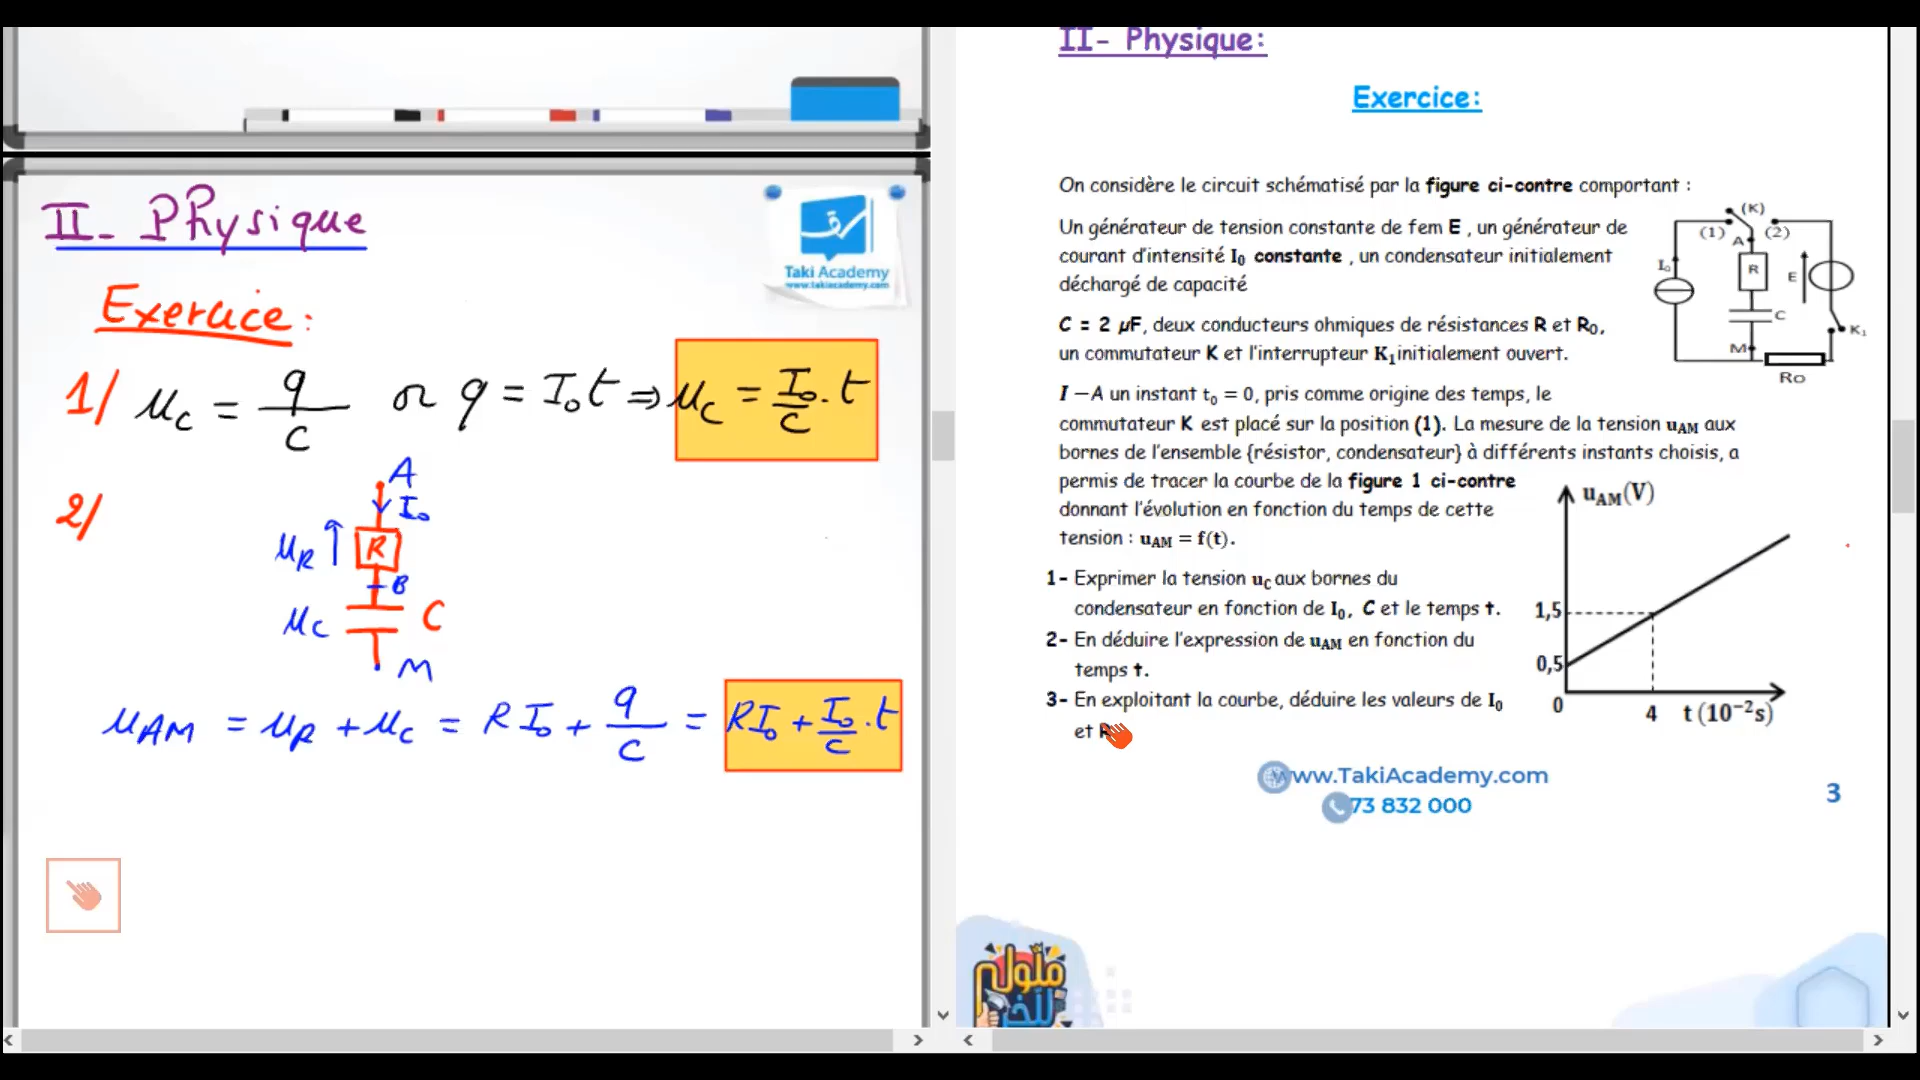 II- Physique
Taki Academy
www.takiacademy.com
Exercice:
1/ uc = q/c or q = I₀t ⇒ uc = I₀/c . t
2/
A
I₀
uR
R
B
uc
C
M
uAM = uR + uc = RI₀ + q/c = RI₀ + I₀/c . t
II- Physique:
Exercice:
On considère le circuit schématisé par la figure ci-contre comportant :
Un générateur de tension constante de fem E , un générateur de
courant d'intensité I₀ constante , un condensateur initialement
déchargé de capacité
C = 2 µF, deux conducteurs ohmiques de résistances R et R₀,
un commutateur K et l'interrupteur K₁ initialement ouvert.
(K)
(1)
(2)
A
I₀
R
E
C
K₁
M
Ro
I –A un instant t₀ = 0, pris comme origine des temps, le
commutateur K est placé sur la position (1). La mesure de la tension uAM aux
bornes de l'ensemble {résistor, condensateur} à différents instants choisis, a
permis de tracer la courbe de la figure 1 ci-contre
donnant l'évolution en fonction du temps de cette
tension : uAM = f(t).
1- Exprimer la tension uC aux bornes du
condensateur en fonction de I₀, C et le temps t.
2- En déduire l'expression de uAM en fonction du
temps t.
3- En exploitant la courbe, déduire les valeurs de I₀
et R
uAM(V)
1,5
0,5
0
4
t (10⁻²s)
www.TakiAcademy.com
73 832 000
3
ملول
للخر